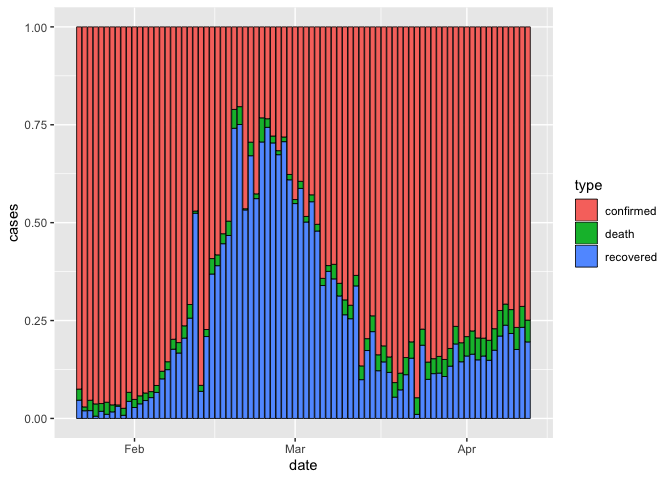 1.00
0.75
0.50
0.25
0.00
cases
Feb
Mar
Apr
date
type
confirmed
death
recovered